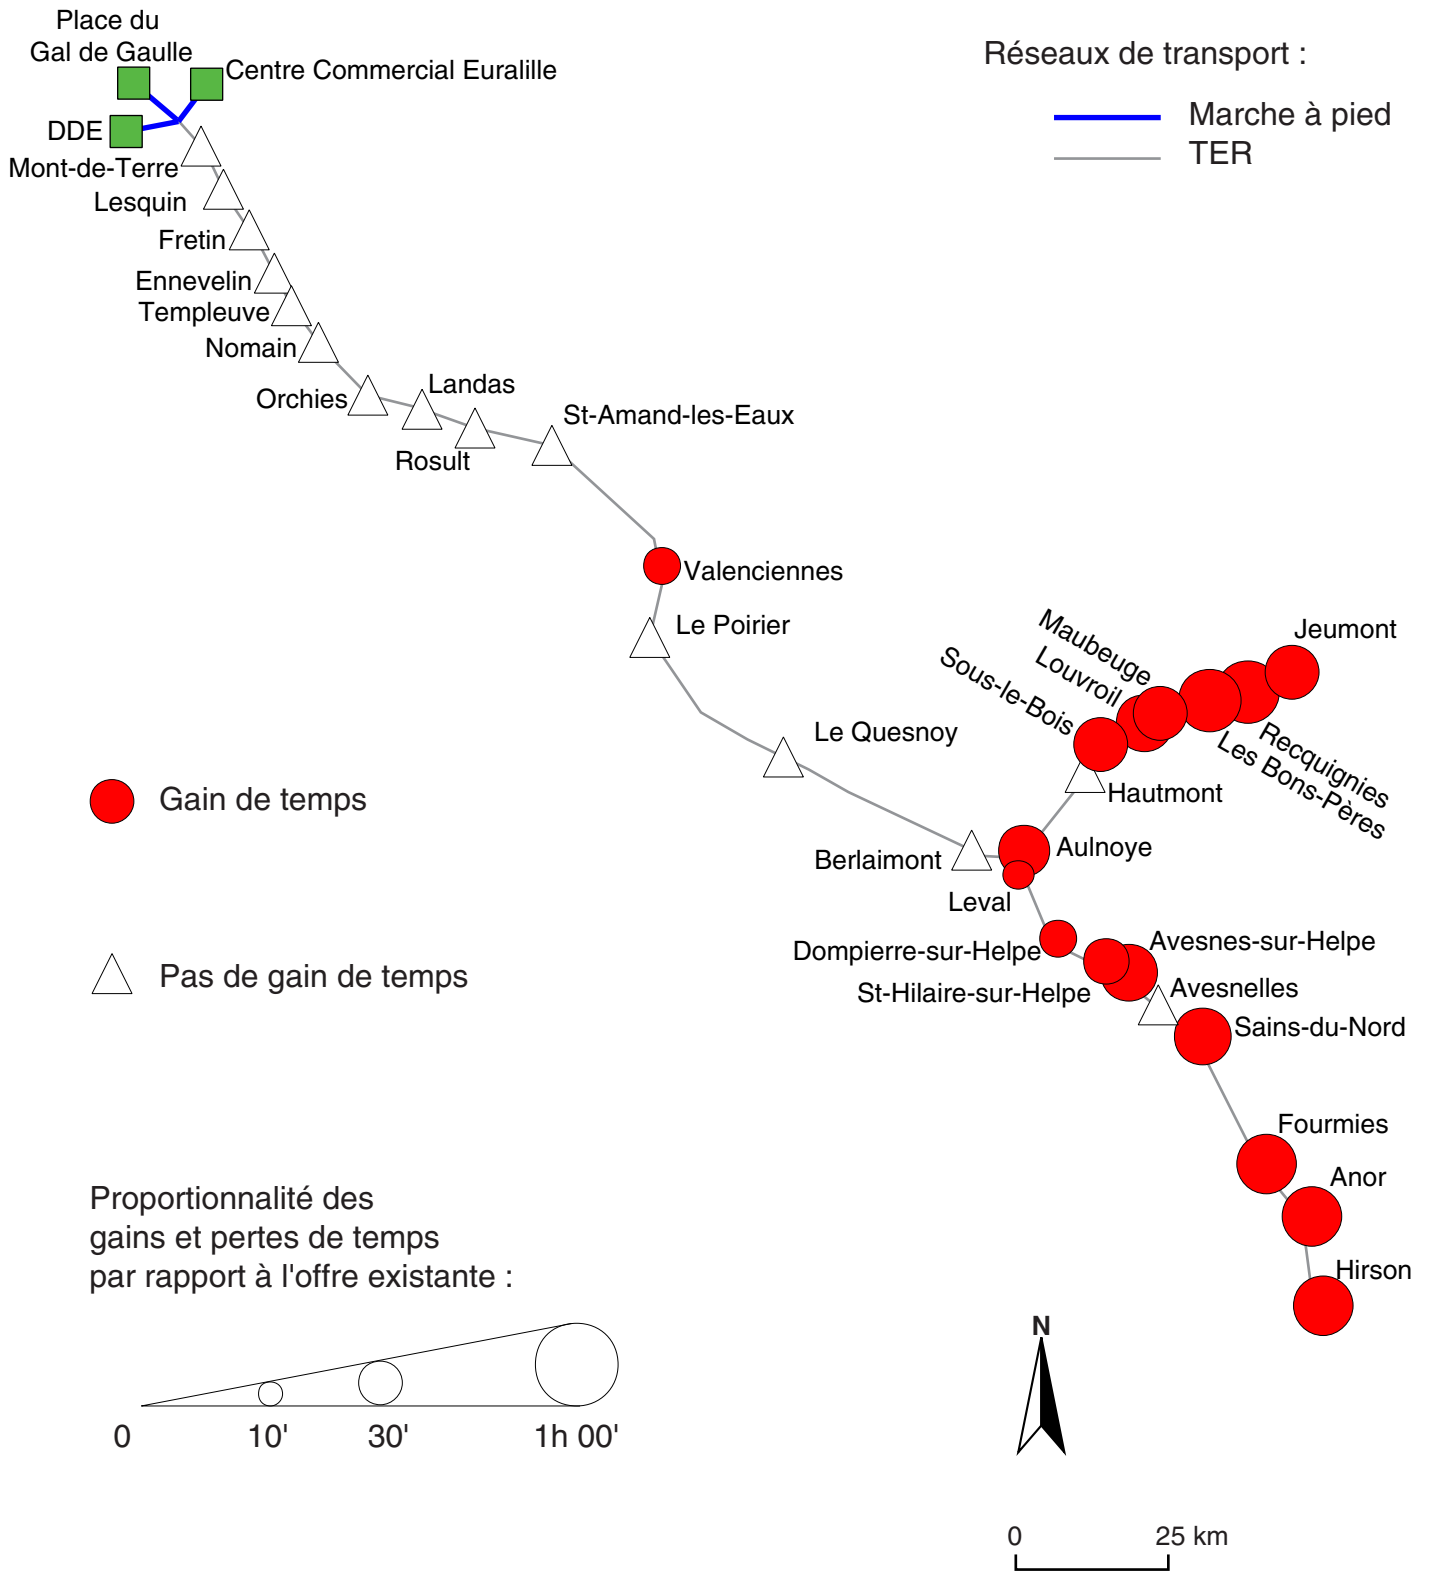 Place du
Gal de Gaulle
Centre Commercial Euralille
DDE
Mont-de-Terre
Lesquin
Fretin
Ennevelin
Templeuve
Nomain
Orchies
Landas
Rosult
St-Amand-les-Eaux
Valenciennes
Le Poirier
Le Quesnoy
Berlaimont
Réseaux de transport :
Marche à pied
TER
Jeumont
Maubeuge
Louvroil
Sous-le-Bois
Recquignies
Les Bons-Pères
Hautmont
Aulnoye
Leval
Dompierre-sur-Helpe
Avesnes-sur-Helpe
St-Hilaire-sur-Helpe
Avesnelles
Sains-du-Nord
Fourmies
Anor
Hirson
Gain de temps
Pas de gain de temps
Proportionnalité des
gains et pertes de temps
par rapport à l'offre existante :
0 10' 30' 1h 00'
N
0 25 km